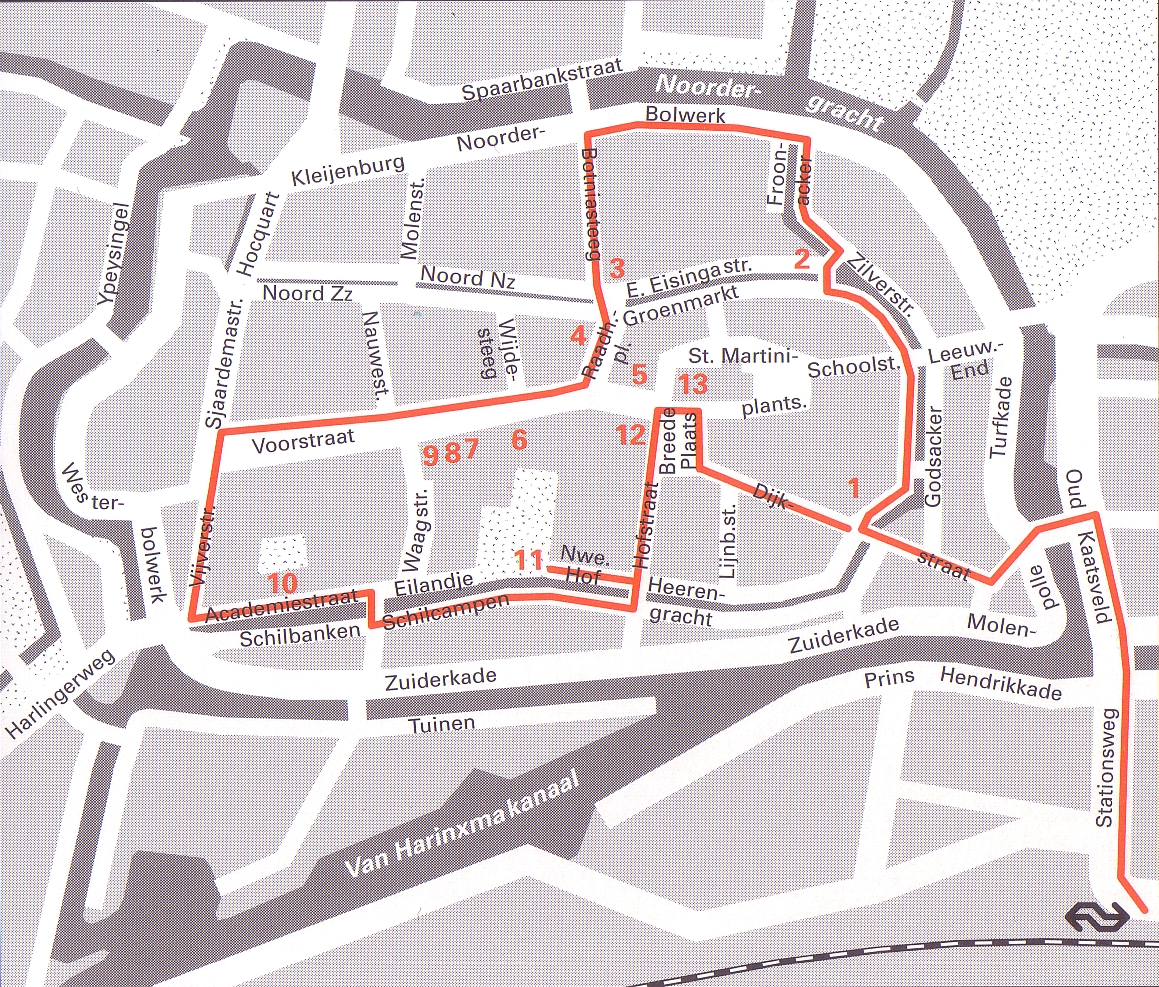 Spaarbankstraat
Noorder-
gracht
Bolwerk
Noorder-
Kleijenburg
Froon-
acker
Botniasteeg
Molenst.
Hocquart
Ypeysingel
2
3
E. Eisingastr.
Zilverstr.
Noord Nz
Noord Zz
Groenmarkt
4
Raadh.
pl.
Nauwest.
Wijde-
steeg
Sjaardemastr.
St. Martini-
plants.
Schoolst.
Leeuw.-
End
5
13
Turfkade
Godsacker
Breede
Plaats
12
6
9 8 7
Voorstraat
Wes ter-
bolwerk
Vijverstr.
Waagstr.
Hofstraat
Dijk-
straat
1
Lijnb.st.
Oud
Kaatsveld
11
Nwe.
Hof
10
Eilandje
Academiestraat
Schilcampen
Schilbanken
Heeren-
gracht
Molen-
polle
Zuiderkade
Zuiderkade
Prins Hendrikkade
Harlingerweg
Tuinen
Stationsweg
Van Harinxmakanaal